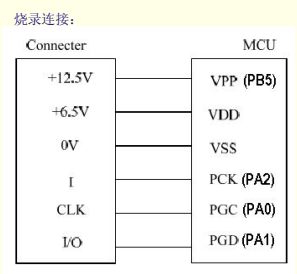 烧录连接：
Connecter MCU
+12.5V VPP (PB5)
+6.5V VDD
0V VSS
I PCK (PA2)
CLK PGC (PA0)
I/O PGD (PA1)